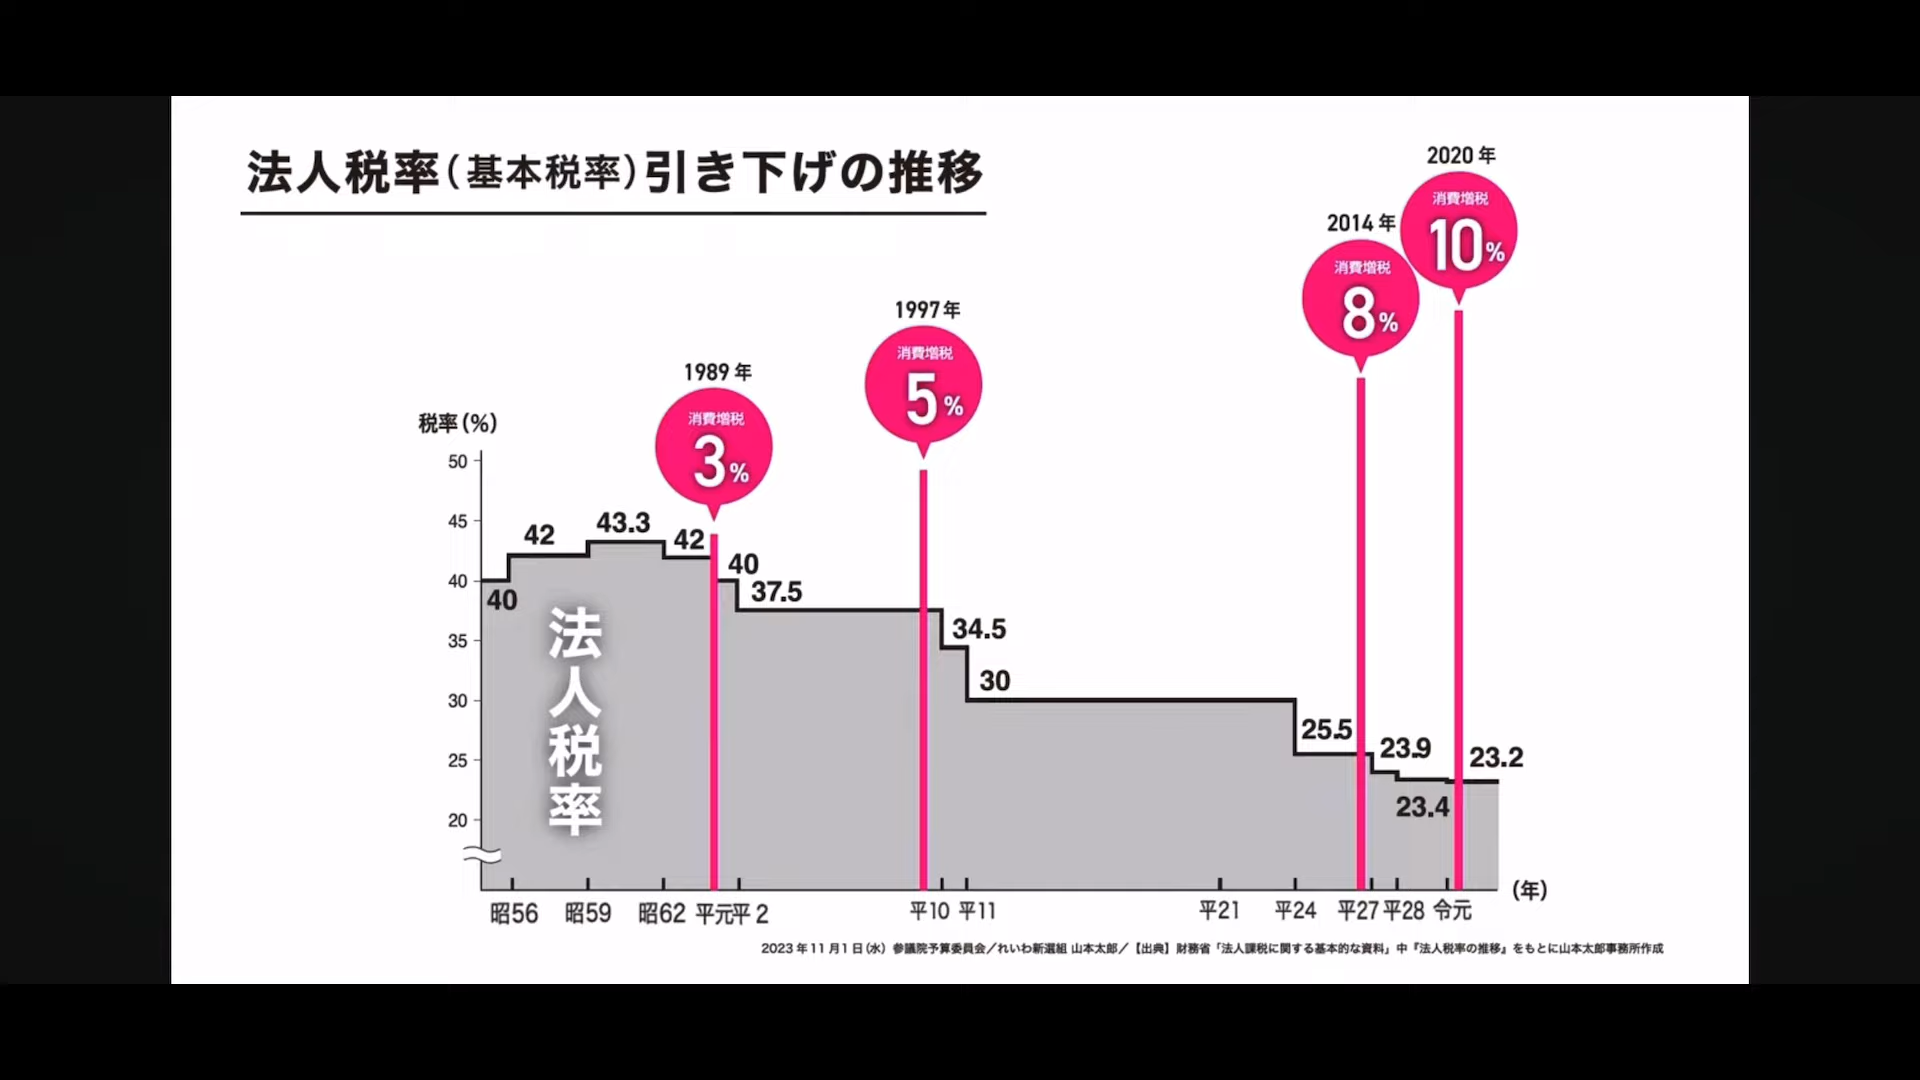 法人税率(基本税率)引き下げの推移
2020年
消費増税
10%
2014年
消費増税
8%
1997年
消費増税
5%
1989年
消費増税
3%
税率(%)
50
45
40
35
30
25
20
40
42
43.3
42
40
37.5
34.5
30
25.5
23.9
23.4
23.2
法人税率
昭56 昭59 昭62 平元平2 平10 平11 平21 平24 平27平28 令元
(年)
2023年11月1日(水) 参議院予算委員会/れいわ新選組 山本太郎/【出典】財務省「法人課税に関する基本的な資料」中『法人税率の推移』をもとに山本太郎事務所作成